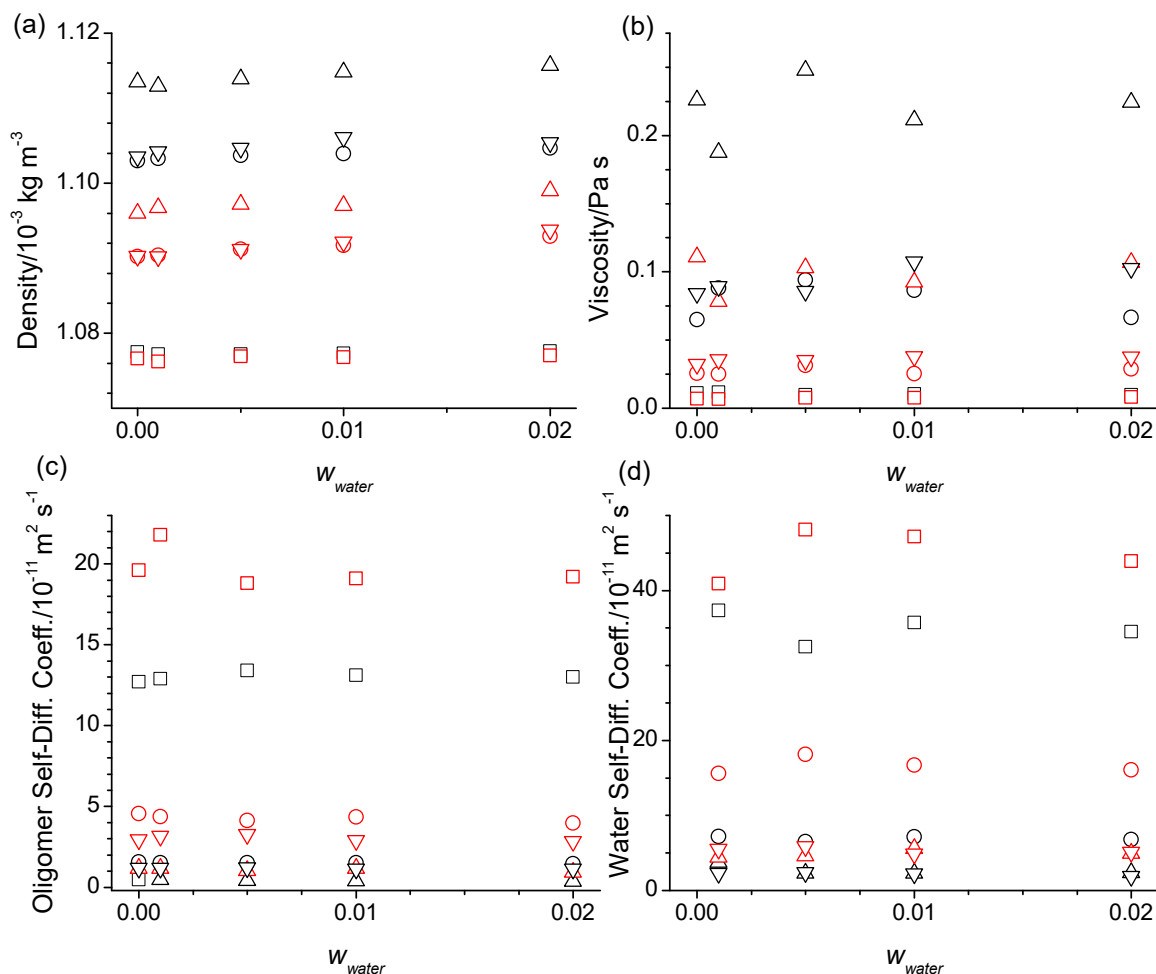 (a)
1.12
1.10
1.08
Density/10⁻³ kg m⁻³
0.00
0.01
0.02
w_water
(b)
0.2
0.1
0.0
Viscosity/Pa s
0.00
0.01
0.02
w_water
(c)
20
15
10
5
0
Oligomer Self-Diff. Coeff./10⁻¹¹ m² s⁻¹
0.00
0.01
0.02
w_water
(d)
40
20
0
Water Self-Diff. Coeff./10⁻¹¹ m² s⁻¹
0.00
0.01
0.02
w_water